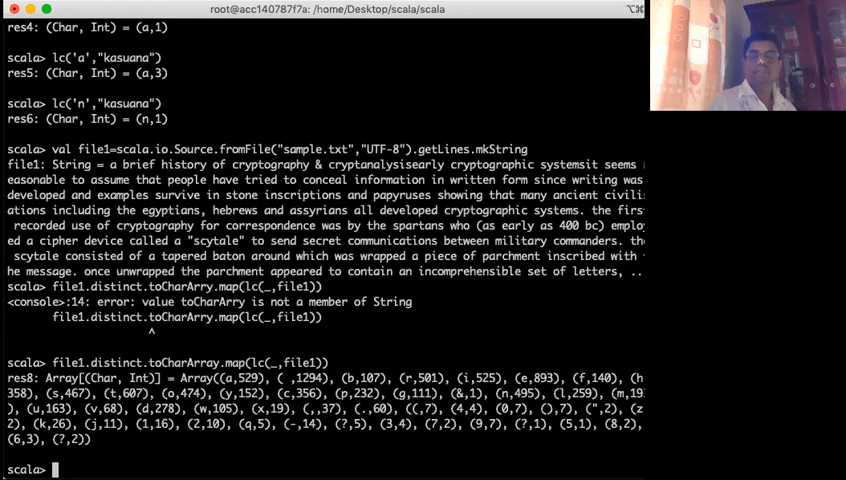 root@acc140787f7a: /home/Desktop/scala/scala
res4: (Char, Int) = (a,1)
scala> lc('a',"kasuana")
res5: (Char, Int) = (a,3)
scala> lc('n',"kasuana")
res6: (Char, Int) = (n,1)
scala> val file1=scala.io.Source.fromFile("sample.txt","UTF-8").getLines.mkString
file1: String = a brief history of cryptography & cryptanalysisearly cryptographic systemsit seems r
easonable to assume that people have tried to conceal information in written form since writing was
developed and examples survive in stone inscriptions and papyruses showing that many ancient civilis
ations including the egyptians, hebrews and assyrians all developed cryptographic systems. the firs
recorded use of cryptography for correspondence was by the spartans who (as early as 400 bc) employ
ed a cipher device called a "scytale" to send secret communications between military commanders. the
scytale consisted of a tapered baton around which was wrapped a piece of parchment inscribed with t
he message. once unwrapped the parchment appeared to contain an incomprehensible set of letters, ...
scala> file1.distinct.toCharArry.map(lc(_,file1))
<console>:14: error: value toCharArry is not a member of String
file1.distinct.toCharArry.map(lc(_,file1))
^
scala> file1.distinct.toCharArray.map(lc(_,file1))
res8: Array[(Char, Int)] = Array((a,529), ( ,1294), (b,107), (r,501), (i,525), (e,893), (f,140), (h
358), (s,467), (t,607), (o,474), (y,152), (c,356), (p,232), (g,111), (&,1), (n,495), (l,259), (m,193
), (u,163), (v,68), (d,278), (w,105), (x,19), (,,37), (.,60), ((,7), (4,4), (0,7), (),7), (",2), (z
2), (k,26), (j,11), (1,16), (2,10), (q,5), (-,14), (?,5), (3,4), (7,2), (9,7), (?,1), (5,1), (8,2),
(6,3), (?,2))
scala>